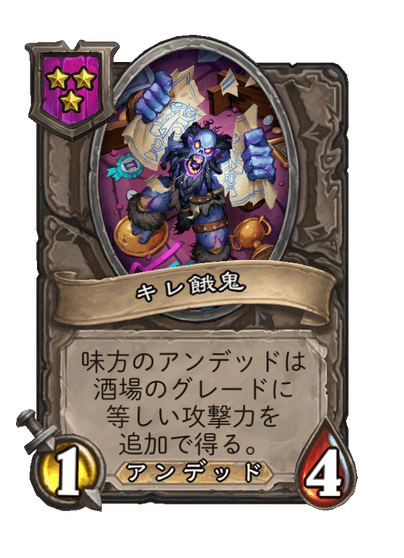 キレ餓鬼
味方のアンデッドは
酒場のグレードに
等しい攻撃力を
追加で得る。
アンデッド
1
4